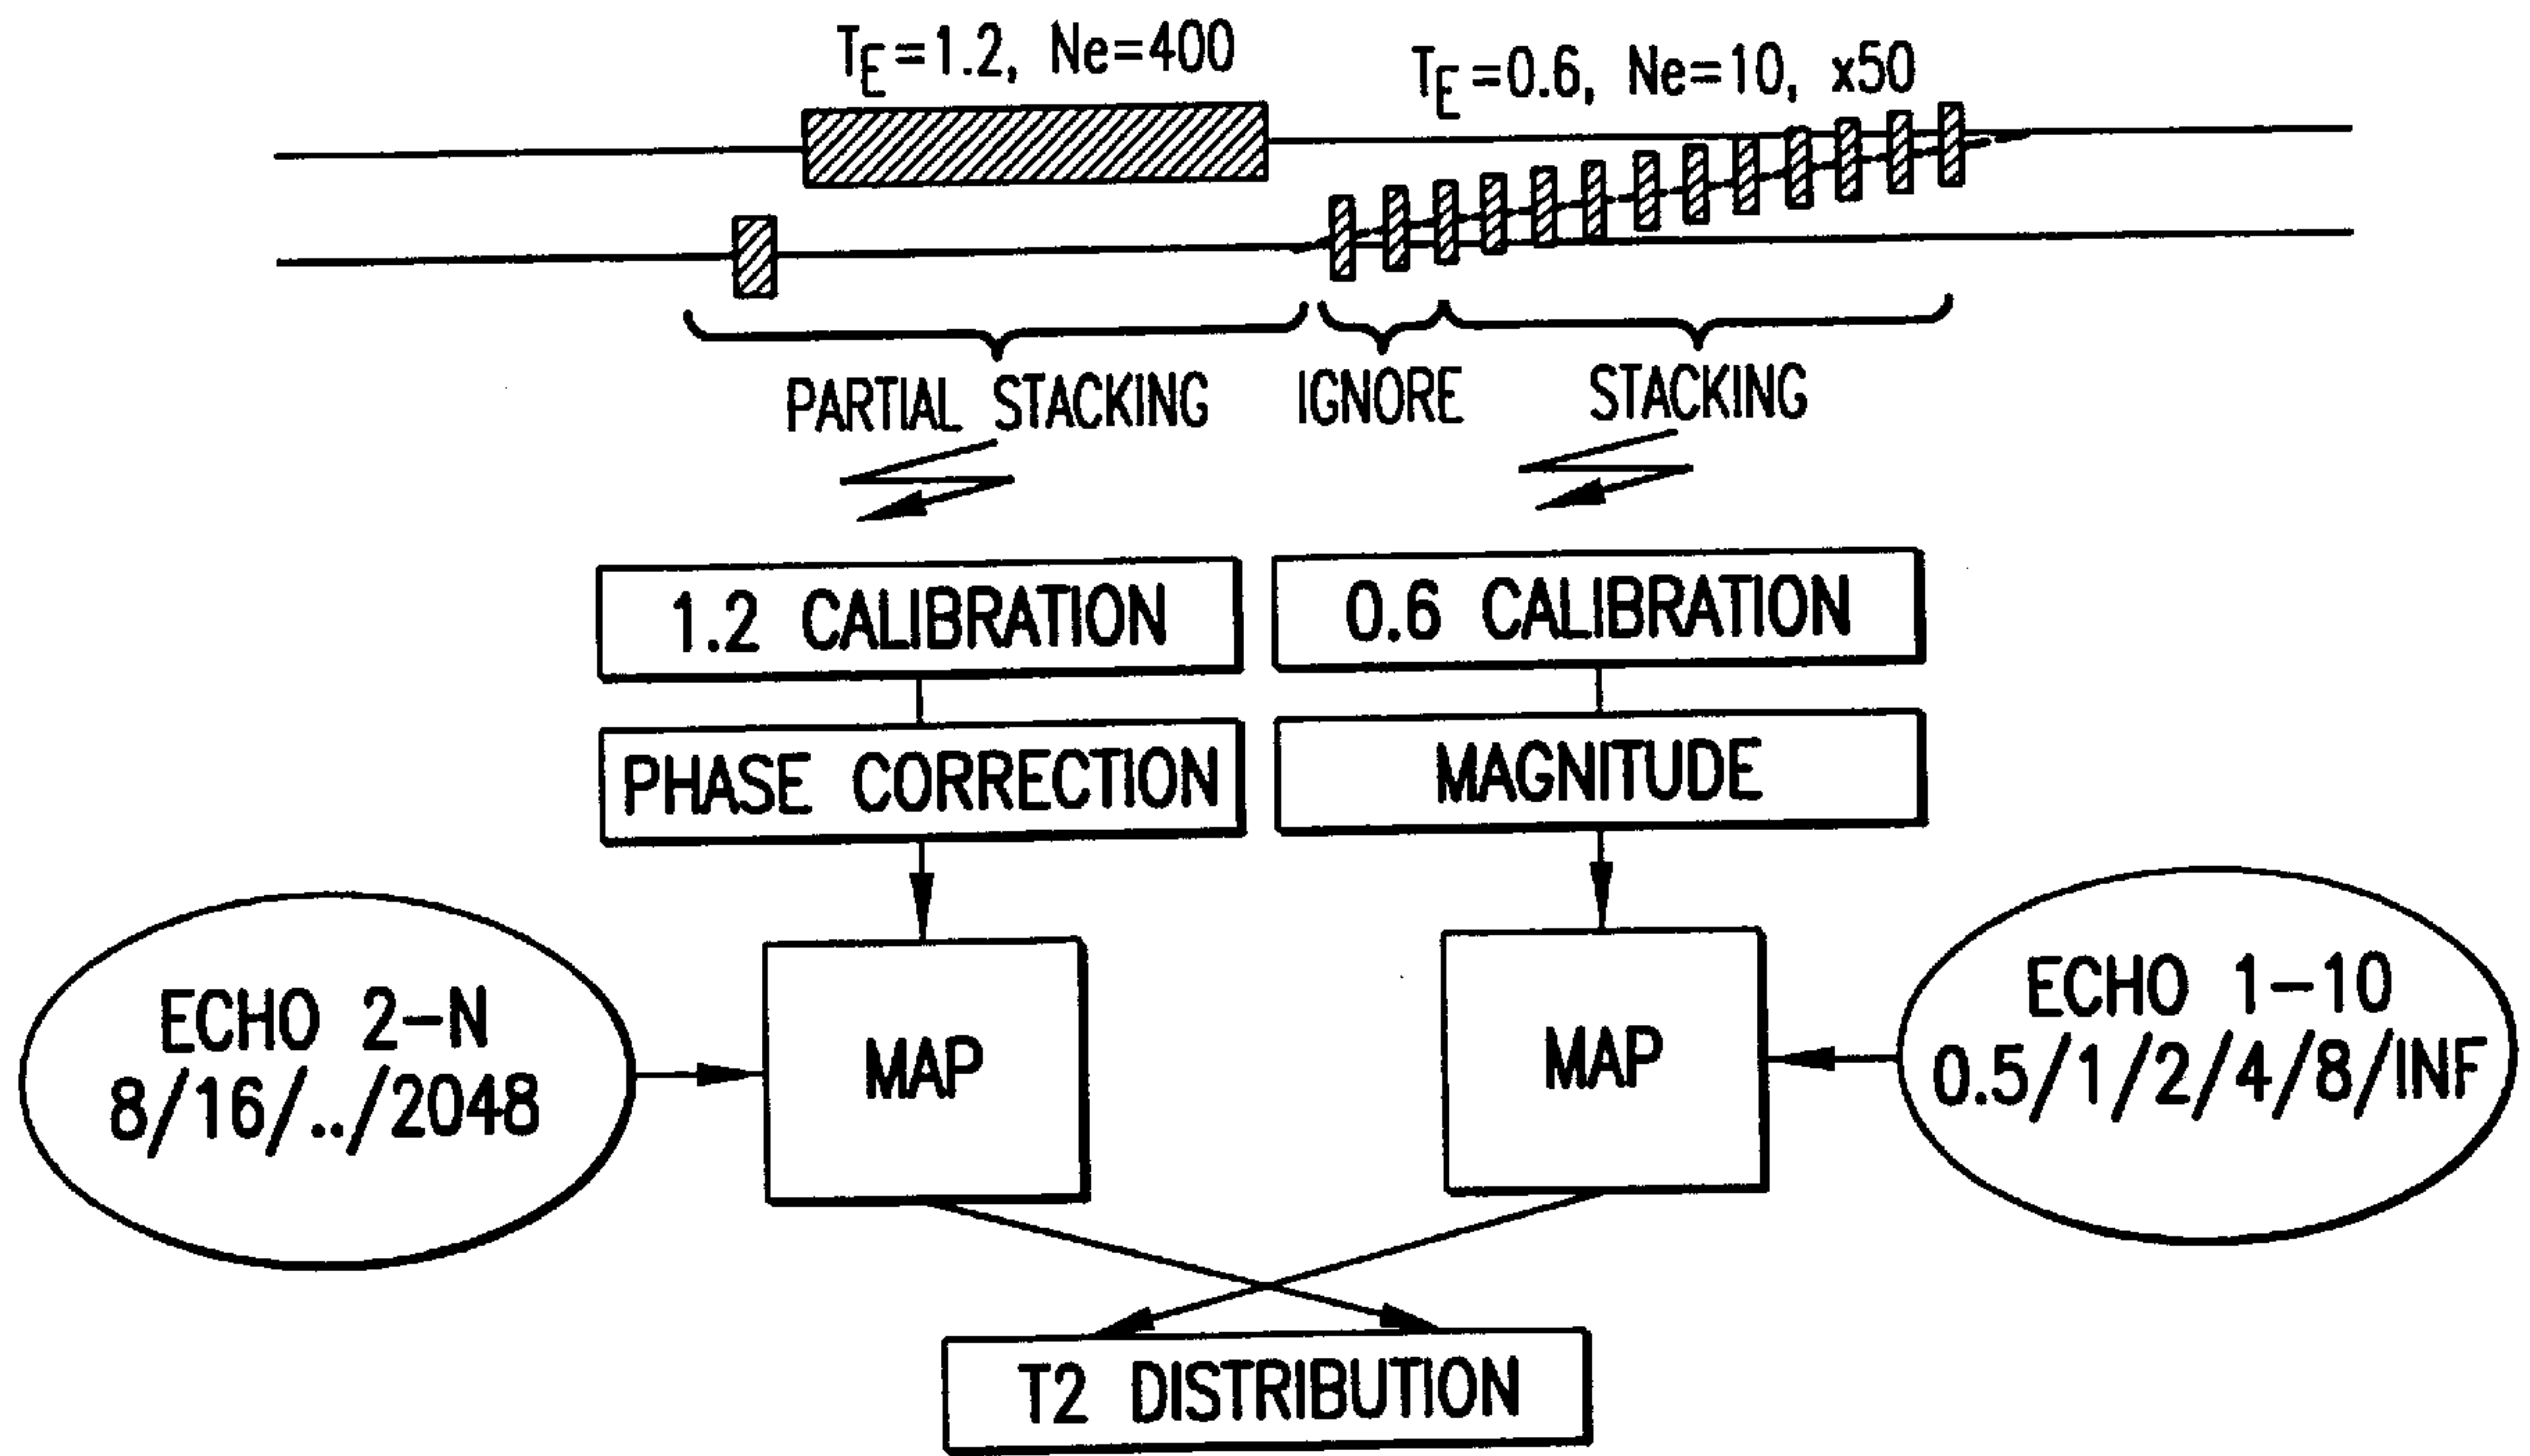 TE=1.2, Ne=400
TE=0.6, Ne=10, x50
PARTIAL STACKING
IGNORE
STACKING
1.2 CALIBRATION
0.6 CALIBRATION
PHASE CORRECTION
MAGNITUDE
ECHO 2-N
8/16/../2048
MAP
MAP
ECHO 1-10
0.5/1/2/4/8/INF
T2 DISTRIBUTION